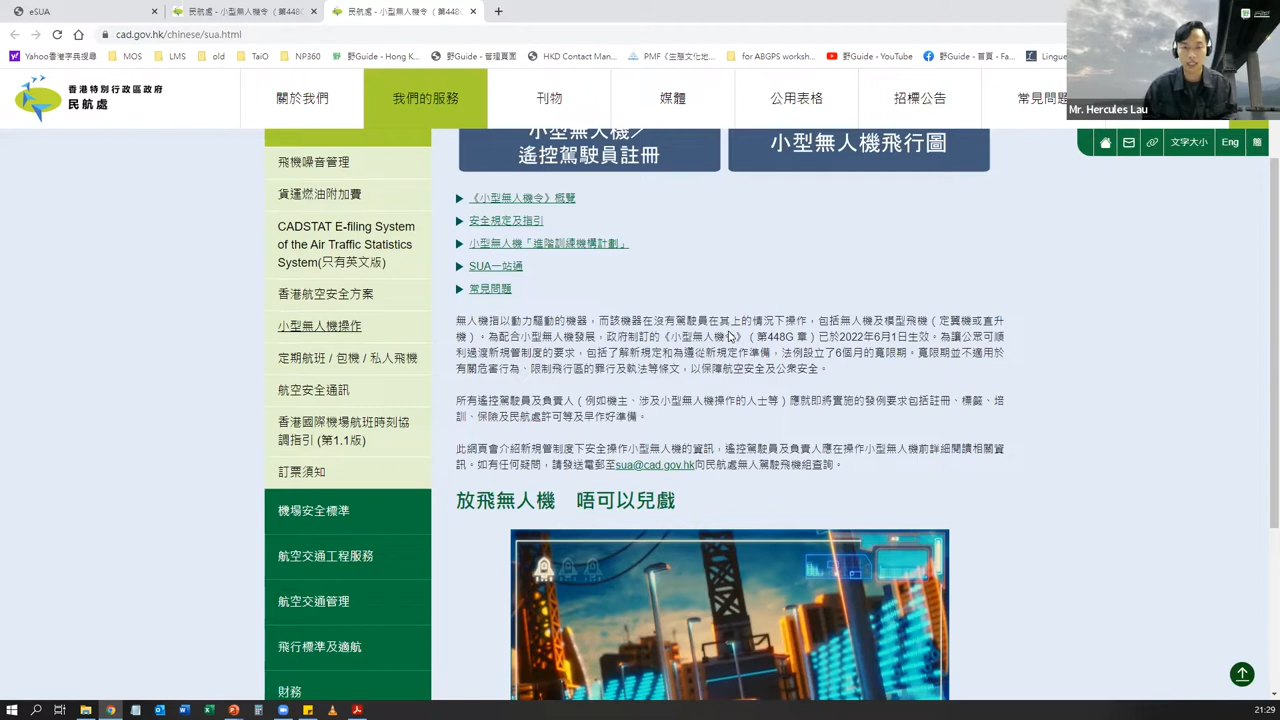 eSUA
民航處 - 小型無人機令 (第448G
民航處 - 小型無人機令 (第448G
cad.gov.hk/chinese/sua.html
Yahoo香港字典搜尋
MOS
LMS
old
TaiO
NP360
野Guide - Hong K...
野Guide - 管理頁面
HKD Contact Man...
PMF《生態文化地...
for ABGPS worksh...
野Guide - YouTube
野Guide - 首頁 - Fa...
Lingue
Mr. Hercules Lau
香港特別行政區政府
民航處
關於我們
我們的服務
刊物
媒體
公用表格
招標公告
常見問題
文字大小
Eng
簡
飛機噪音管理
貨運燃油附加費
CADSTAT E-filing System
of the Air Traffic Statistics
System(只有英文版)
香港航空安全方案
小型無人機操作
定期航班 / 包機 / 私人飛機
航空安全通訊
香港國際機場航班時刻協
調指引 (第1.1版)
訂票須知
機場安全標準
航空交通工程服務
航空交通管理
飛行標準及適航
財務
小型無人機／
遙控駕駛員註冊
小型無人機飛行圖
《小型無人機令》概覽
安全規定及指引
小型無人機「進階訓練機構計劃」
SUA一站通
常見問題
無人機指以動力驅動的機器，而該機器在沒有駕駛員在其上的情況下操作，包括無人機及模型飛機（定翼機或直升
機）。為配合小型無人機發展，政府制訂的《小型無人機令》（第448G 章）已於2022年6月1日生效。為讓公眾可順
利過渡新規管制度的要求，包括了解新規定和為遵從新規定作準備，法例設立了6個月的寬限期。寬限期並不適用於
有關危害行為、限制飛行區的罪行及執法等條文，以保障航空安全及公眾安全。
所有遙控駕駛員及負責人（例如機主、涉及小型無人機操作的人士等）應就即將實施的發例要求包括註冊、標籤、培
訓、保險及民航處許可等及早作好準備。
此網頁會介紹新規管制度下安全操作小型無人機的資訊，遙控駕駛員及負責人應在操作小型無人機前詳細閱讀相關資
訊。如有任何疑問，請發送電郵至sua@cad.gov.hk向民航處無人駕駛飛機組查詢。
放飛無人機　唔可以兒戲
21:29